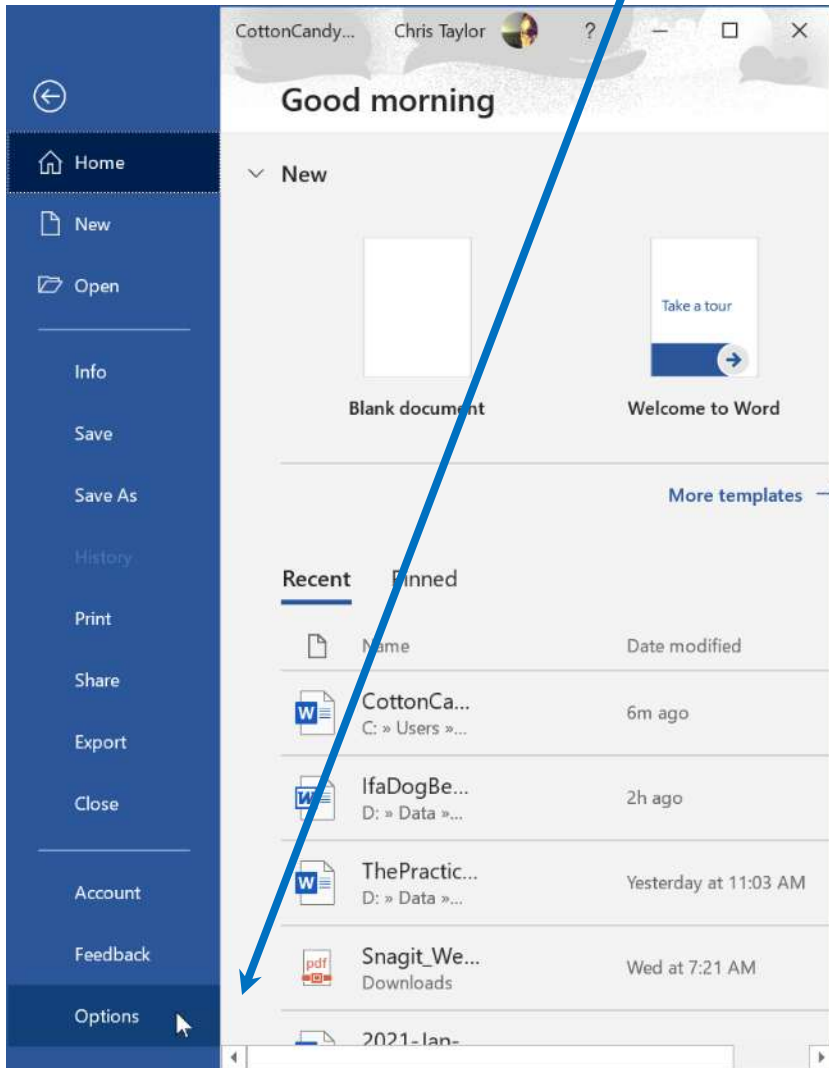 CottonCandy... Chris Taylor ?
Good morning
Home
New
Open
Info
Save
Save As
History
Print
Share
Export
Close
Account
Feedback
Options
New
Take a tour
Blank document Welcome to Word
More templates
Recent Pinned
Name Date modified
CottonCa... 6m ago
C: » Users »...
IfaDogBe... 2h ago
D: » Data »...
ThePractic... Yesterday at 11:03 AM
D: » Data »...
pdf Snagit_We... Wed at 7:21 AM
Downloads
2021-Jan-